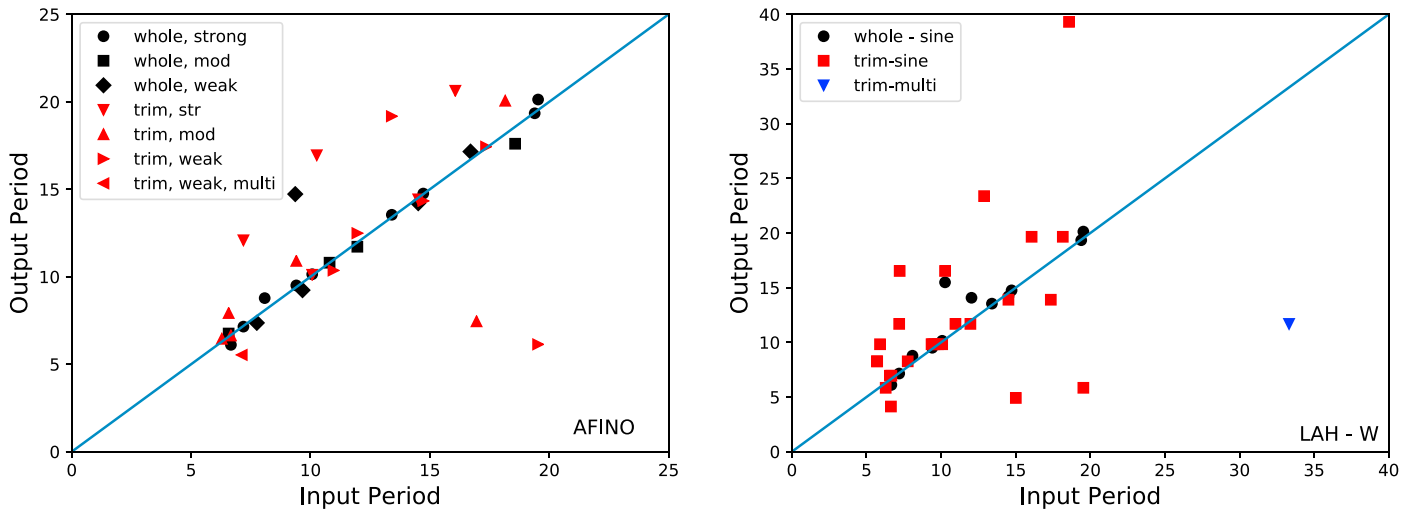 25
20
15
10
5
0
Output Period
whole, strong
whole, mod
whole, weak
trim, str
trim, mod
trim, weak
trim, weak, multi
AFINO
0 5 10 15 20 25
Input Period
40
35
30
25
20
15
10
5
0
Output Period
whole - sine
trim-sine
trim-multi
LAH - W
0 5 10 15 20 25 30 35 40
Input Period